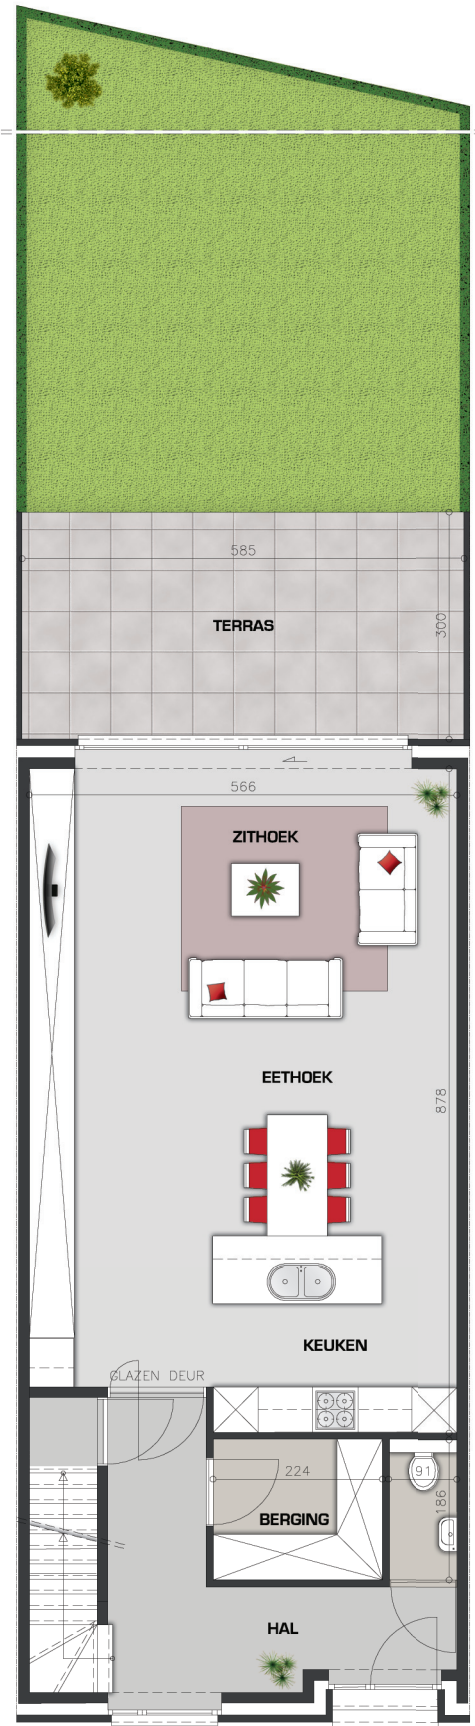 585
TERRAS
300
566
ZITHOEK
EETHOEK
878
KEUKEN
GLAZEN DEUR
224
91
186
BERGING
HAL